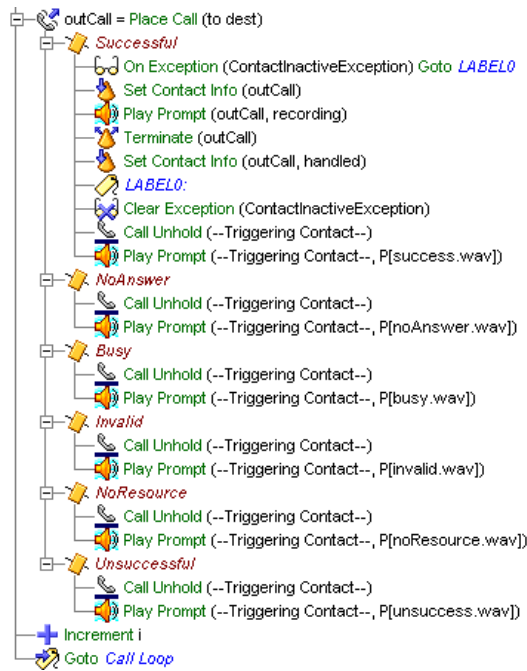 outCall = Place Call (to dest)
Successful
On Exception (ContactInactiveException) Goto LABEL0
Set Contact Info (outCall)
Play Prompt (outCall, recording)
Terminate (outCall)
Set Contact Info (outCall, handled)
LABEL0:
Clear Exception (ContactInactiveException)
Call Unhold (--Triggering Contact--)
Play Prompt (--Triggering Contact--, P[success.wav])
NoAnswer
Call Unhold (--Triggering Contact--)
Play Prompt (--Triggering Contact--, P[noAnswer.wav])
Busy
Call Unhold (--Triggering Contact--)
Play Prompt (--Triggering Contact--, P[busy.wav])
Invalid
Call Unhold (--Triggering Contact--)
Play Prompt (--Triggering Contact--, P[invalid.wav])
NoResource
Call Unhold (--Triggering Contact--)
Play Prompt (--Triggering Contact--, P[noResource.wav])
Unsuccessful
Call Unhold (--Triggering Contact--)
Play Prompt (--Triggering Contact--, P[unsuccess.wav])
Increment i
Goto Call Loop